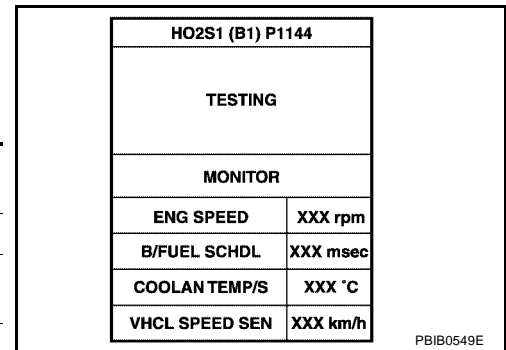 HO2S1 (B1) P1144
TESTING
MONITOR
ENG SPEED XXX rpm
B/FUEL SCHDL XXX msec
COOLAN TEMP/S XXX °C
VHCL SPEED SEN XXX km/h
PBIB0549E